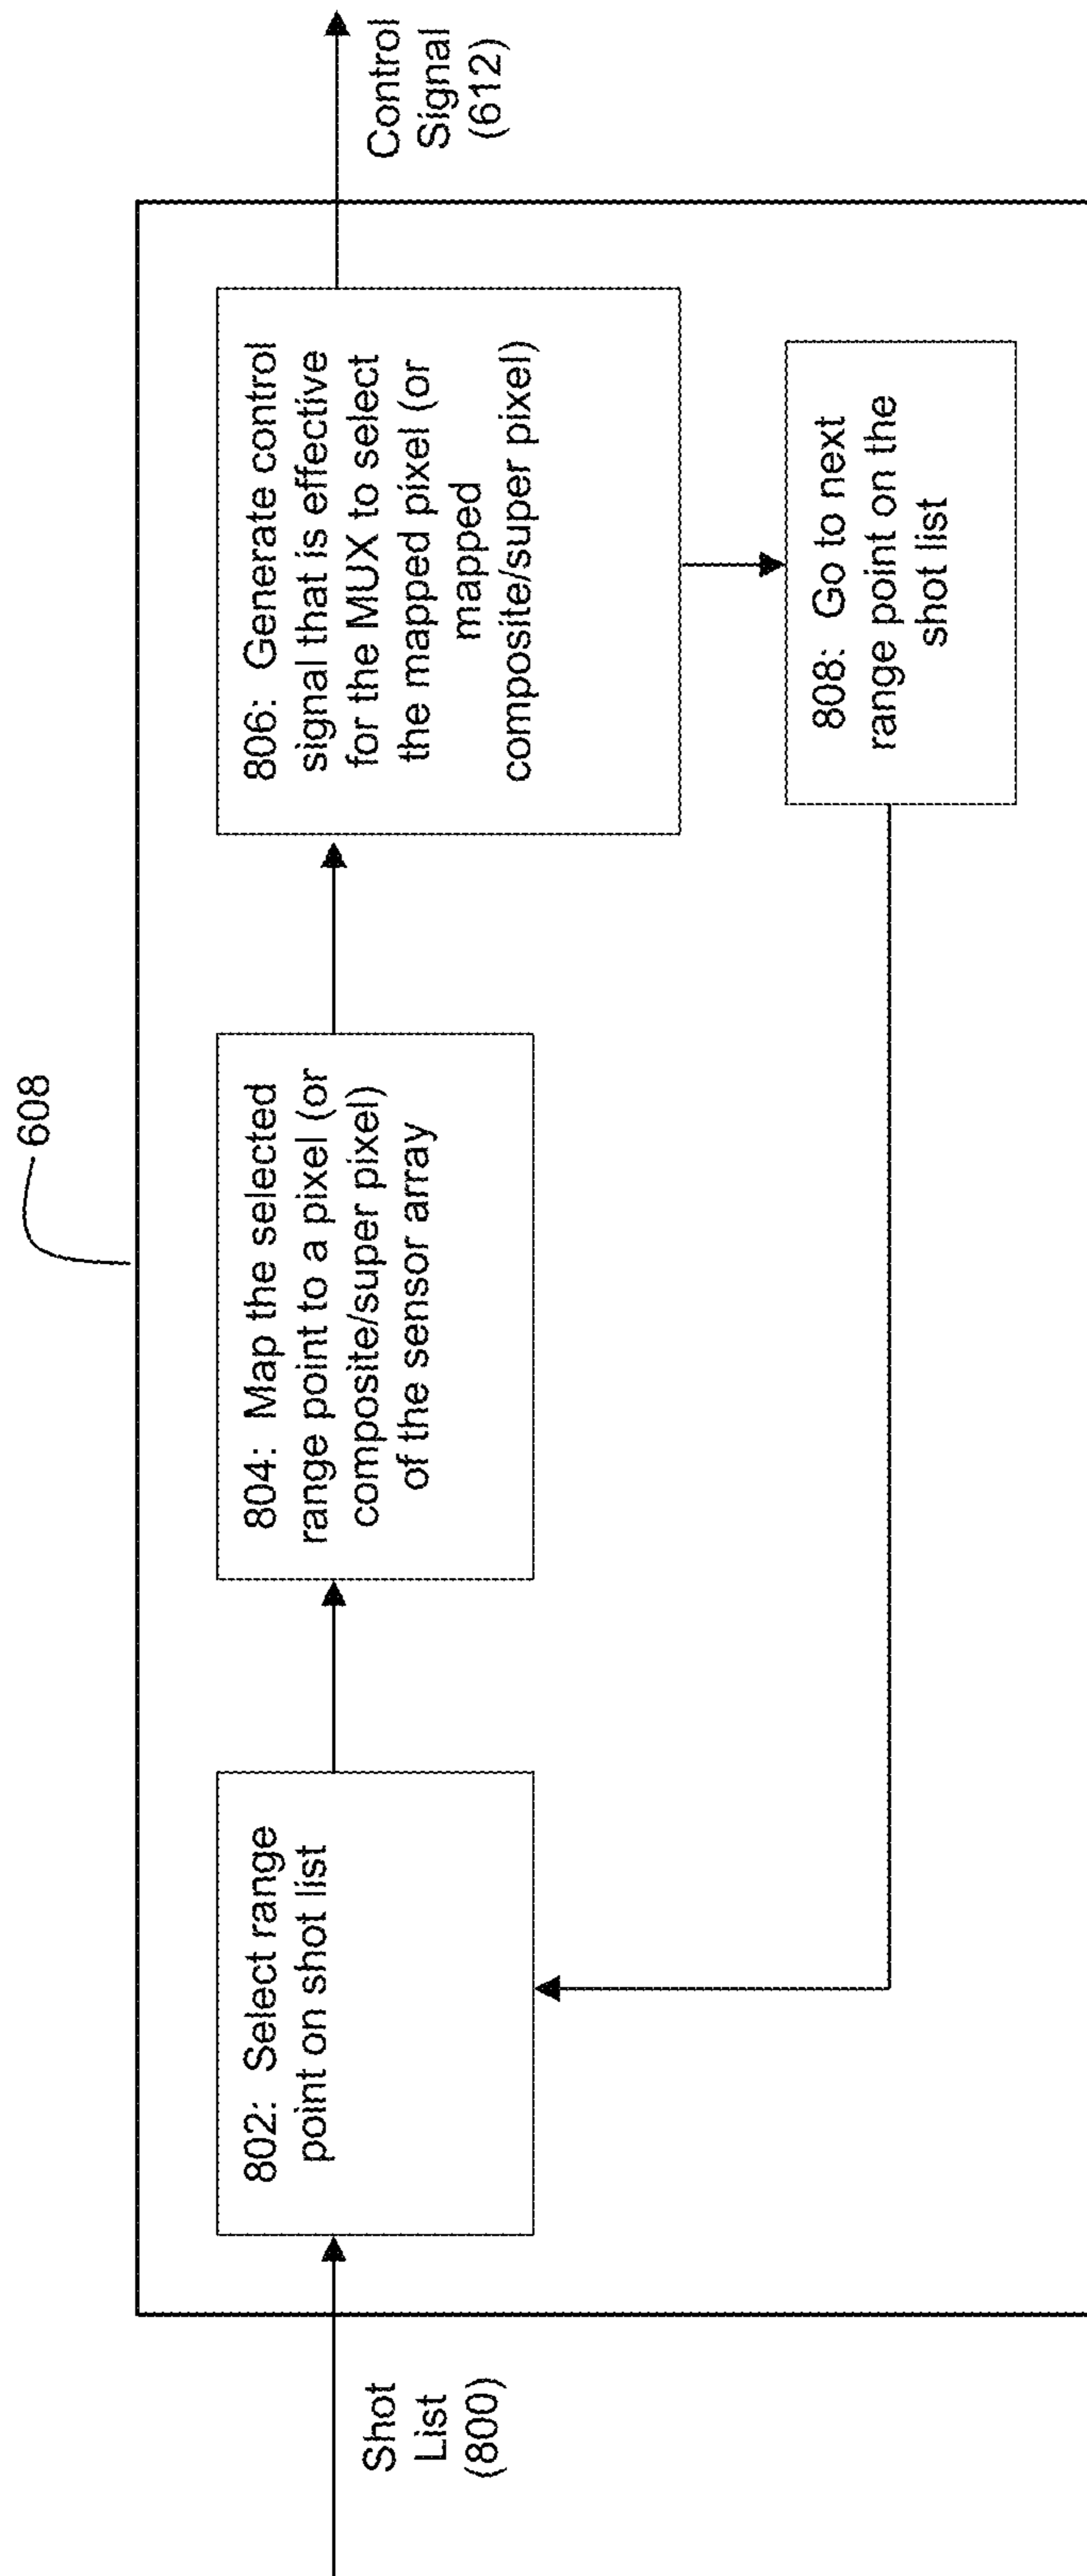 608
Shot
List
(800)
802: Select range
point on shot list
804: Map the selected
range point to a pixel (or
composite/super pixel)
of the sensor array
806: Generate control
signal that is effective
for the MUX to select
the mapped pixel (or
mapped
composite/super pixel)
808: Go to next
range point on the
shot list
Control
Signal
(612)